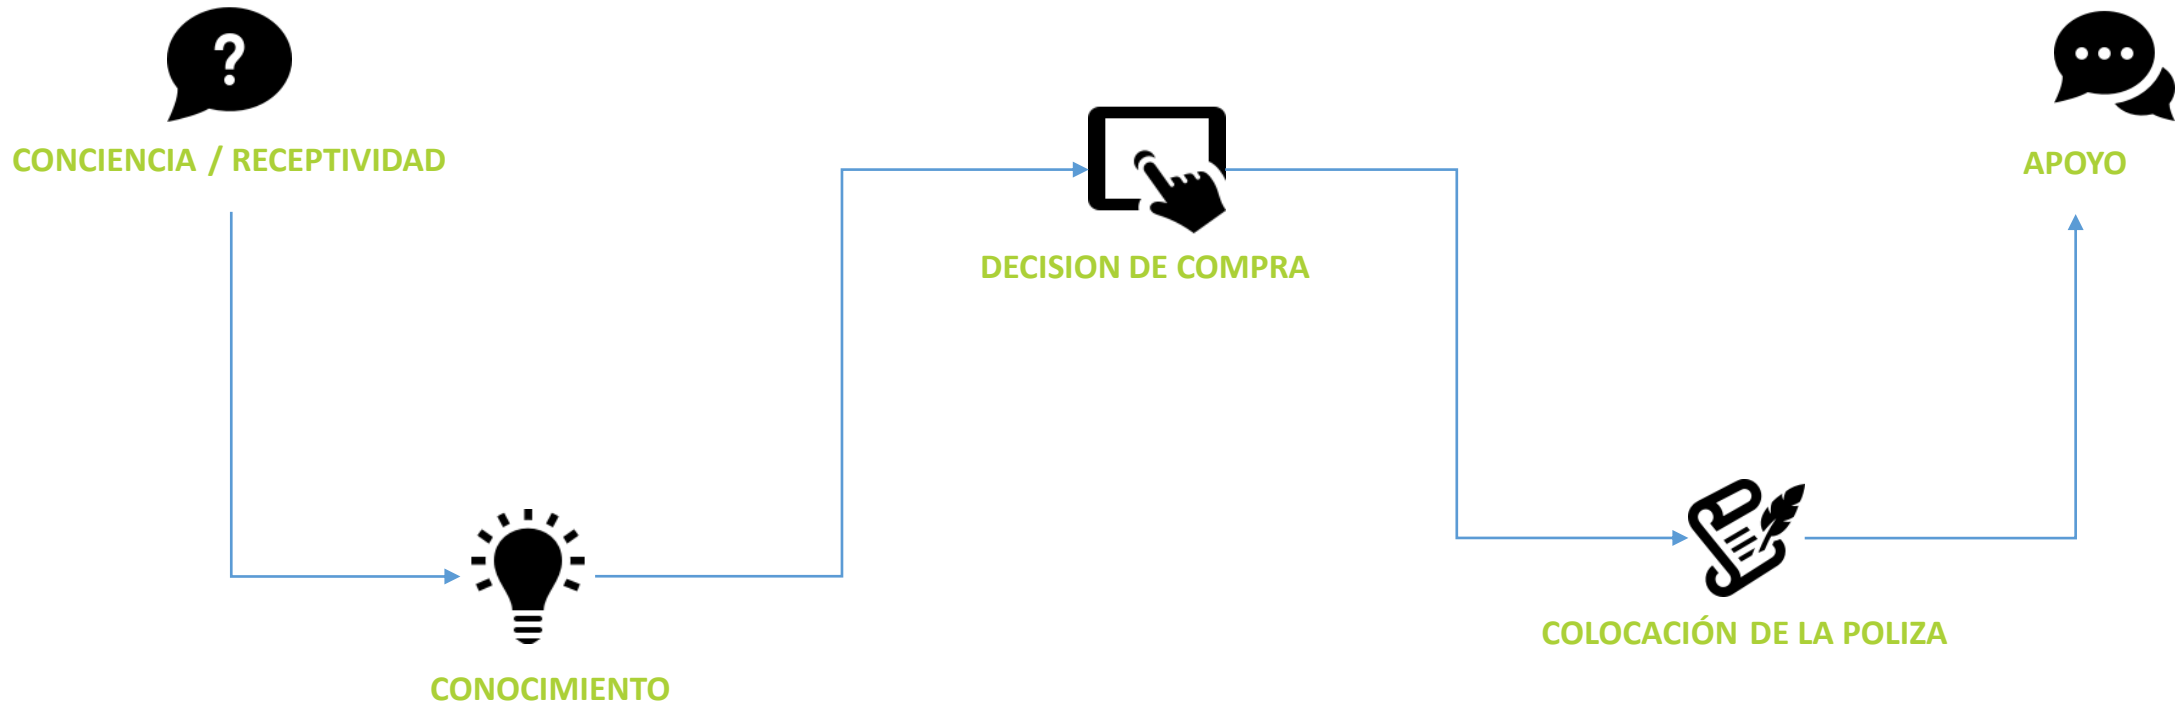 CONCIENCIA / RECEPTIVIDAD
CONOCIMIENTO
DECISION DE COMPRA
COLOCACIÓN DE LA POLIZA
APOYO